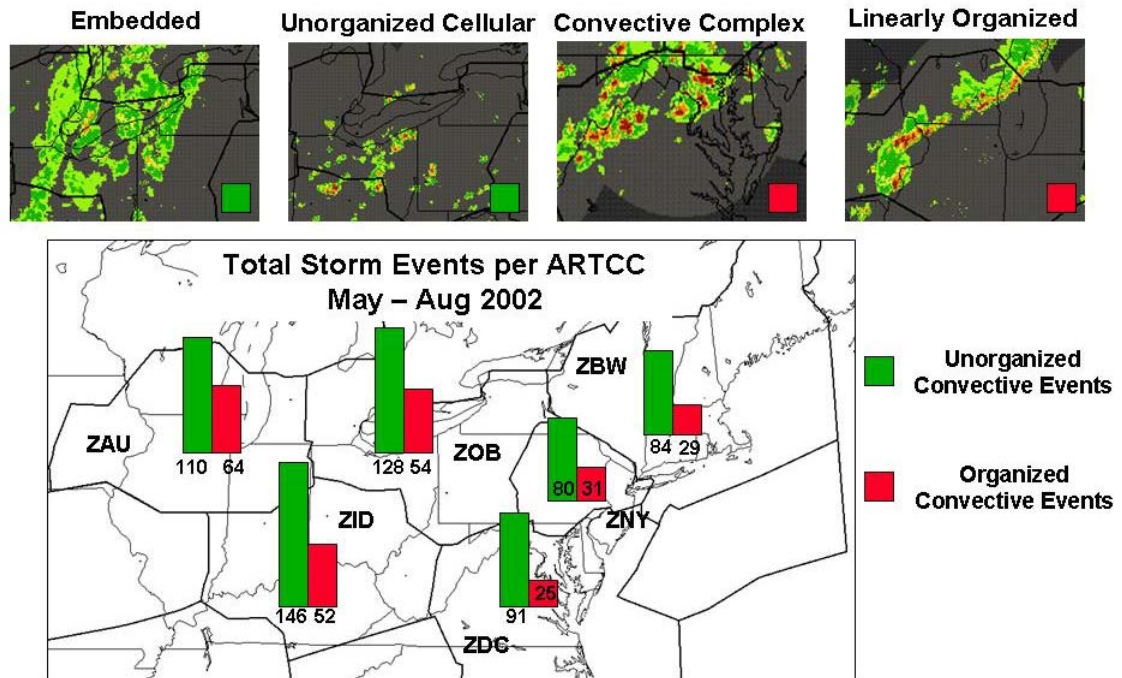 Embedded
Unorganized Cellular
Convective Complex
Linearly Organized
Total Storm Events per ARTCC
May – Aug 2002
ZBW
84 29
ZAU
110 64
128 54
ZOB
80 31
ZNY
ZID
146 52
91 25
ZDC
Unorganized
Convective Events
Organized
Convective Events